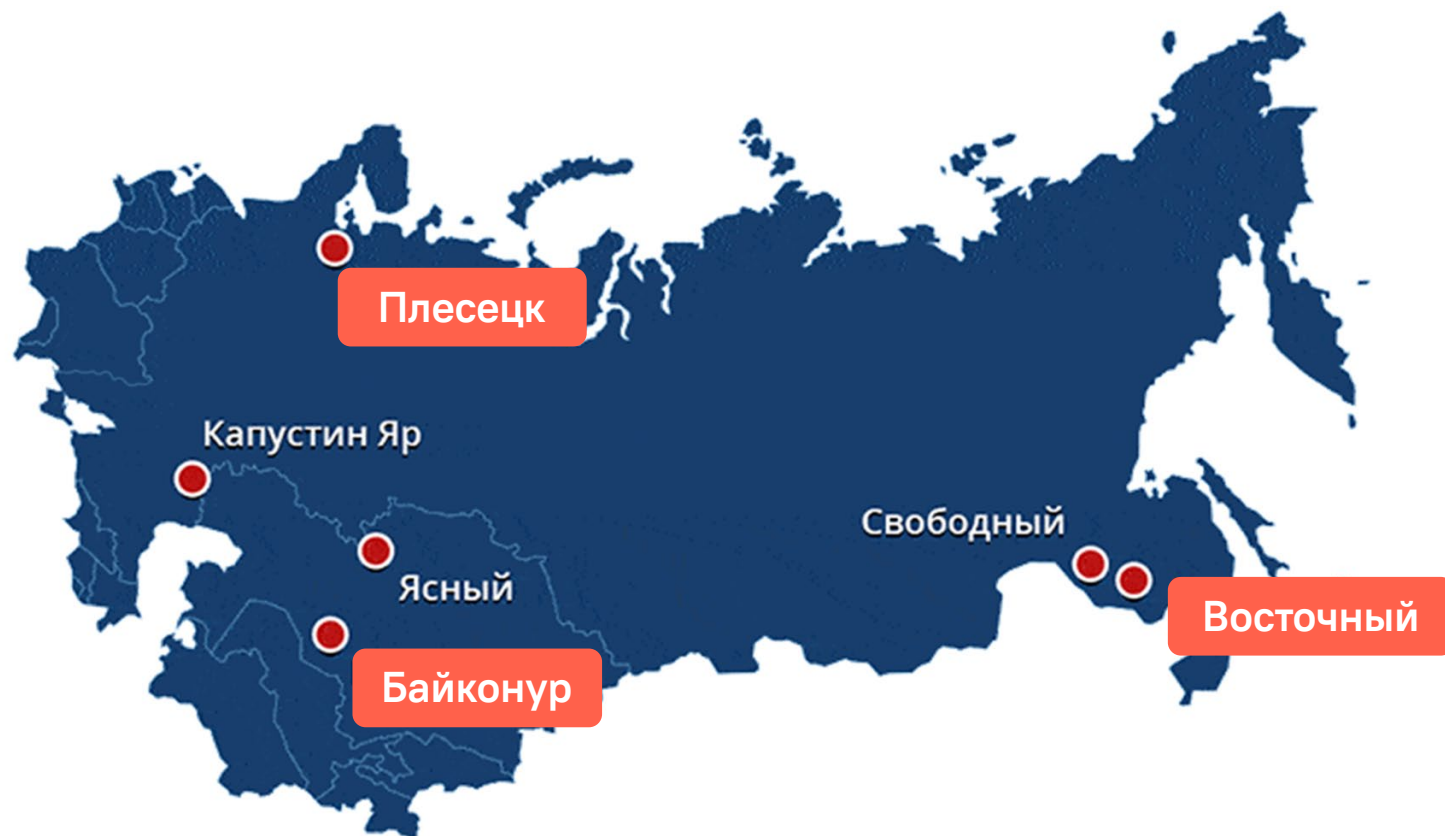 Плесецк
Капустин Яр
Свободный
Ясный
Восточный
Байконур